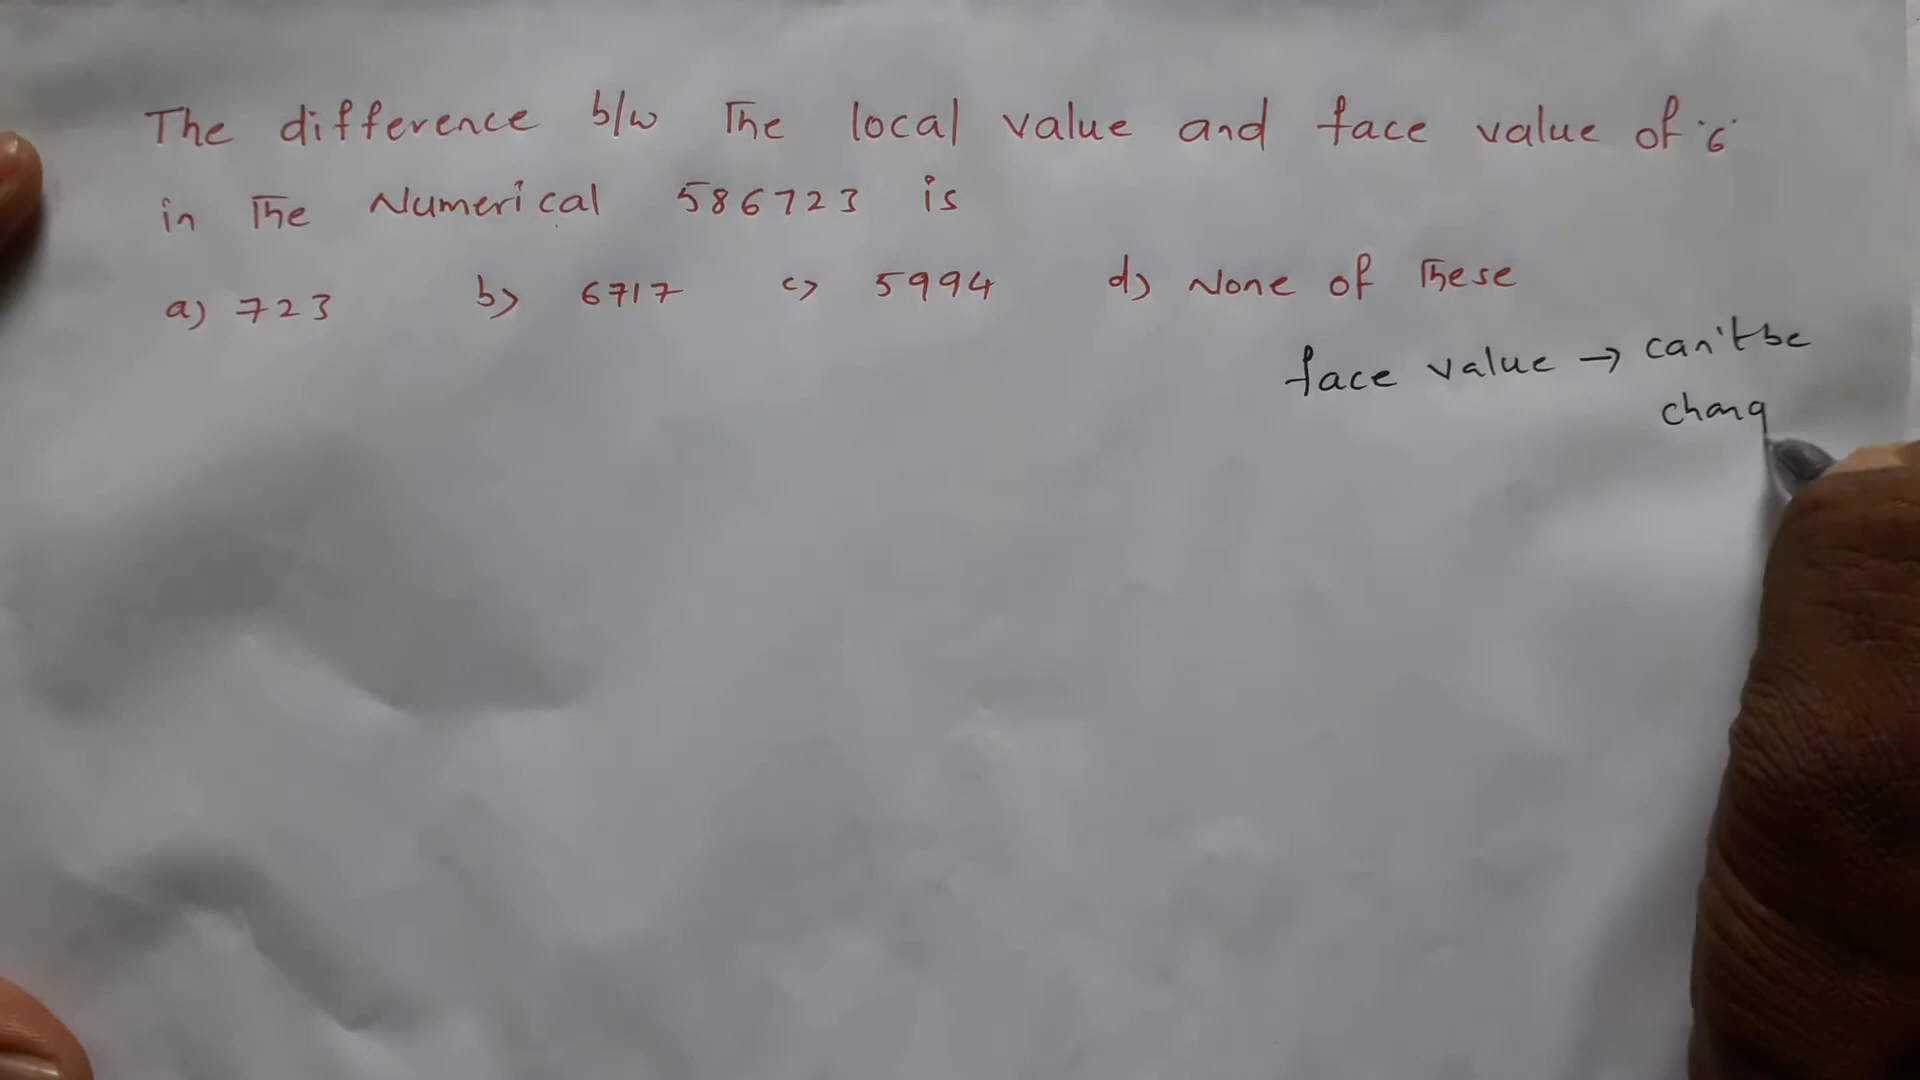 The difference b/w The local value and face value of '6'
in The Numerical 586723 is
a) 723 b) 6717 c) 5994 d) None of These
face value → can't be
chang